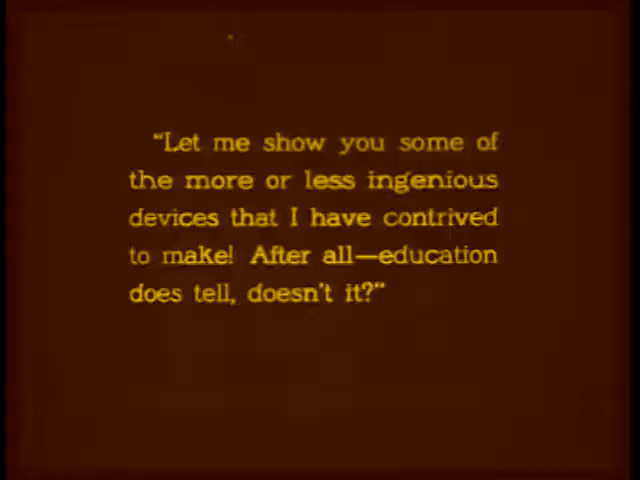 "Let me show you some of
the more or less ingenious
devices that I have contrived
to make! After all—education
does tell, doesn't it?"